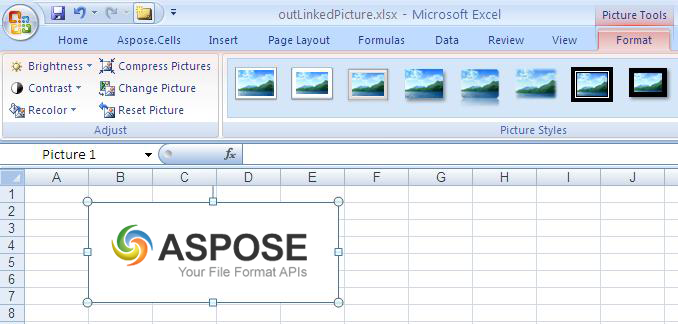 outLinkedPicture.xlsx - Microsoft Excel
Picture Tools
Home Aspose.Cells Insert Page Layout Formulas Data Review View Format
Brightness Compress Pictures
Contrast Change Picture
Recolor Reset Picture
Adjust Picture Styles
Picture 1 fx
A B C D E F G H I J
1
2
3
4
5
6
7
8
ASPOSE
Your File Format APIs